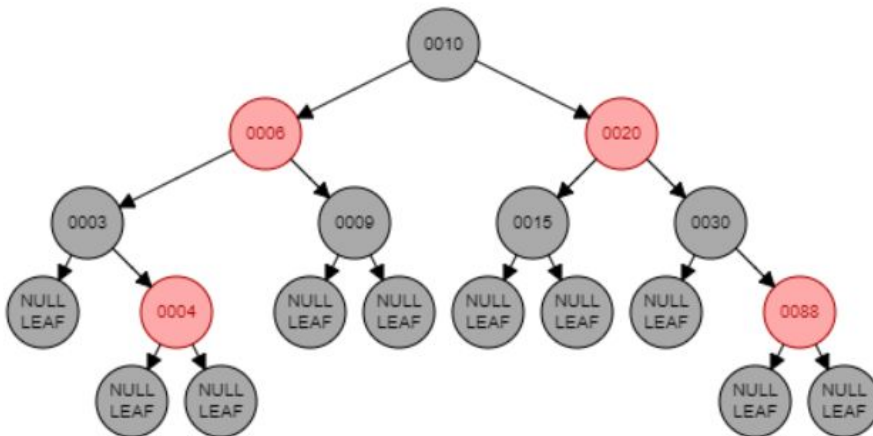 0010
0006
0020
0003
0009
0015
0030
NULL
LEAF
0004
NULL
LEAF
NULL
LEAF
NULL
LEAF
NULL
LEAF
NULL
LEAF
0088
NULL
LEAF
NULL
LEAF
NULL
LEAF
NULL
LEAF